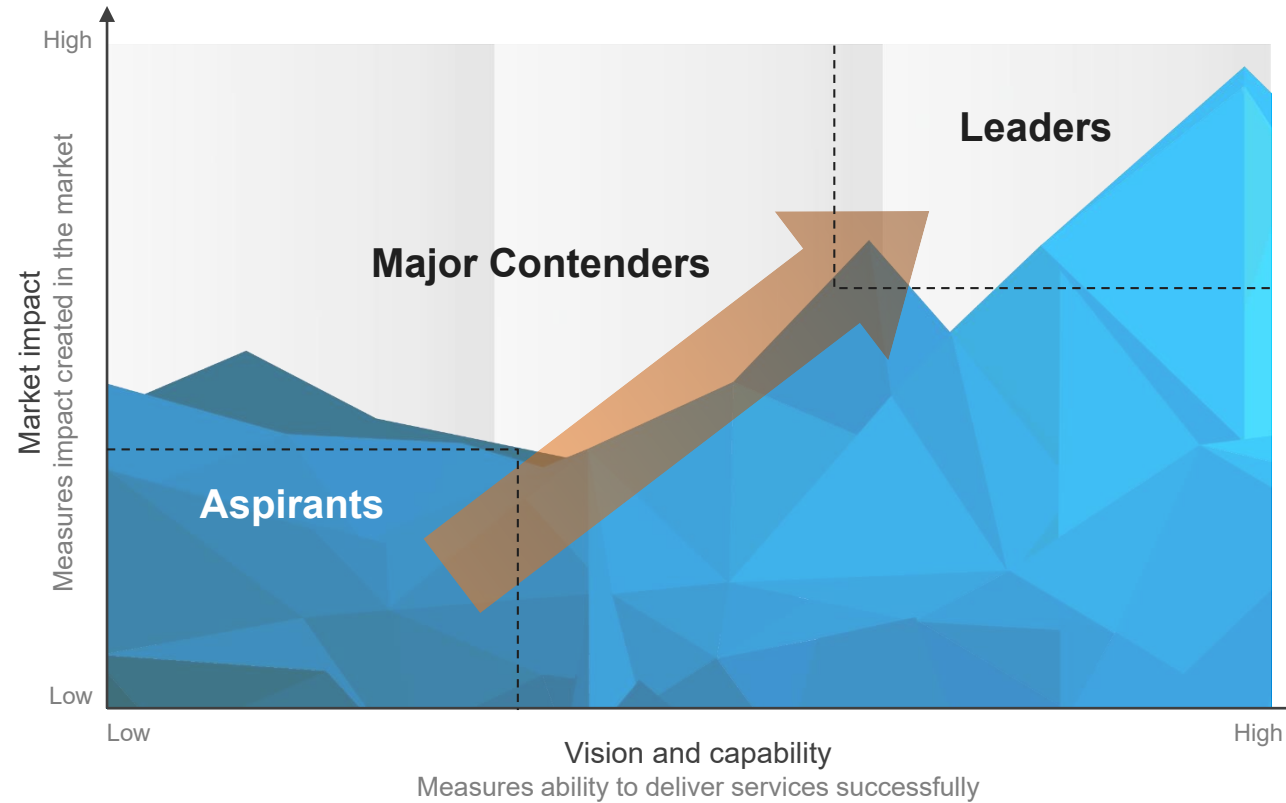 High
Leaders
Major Contenders
Market impact
Measures impact created in the market
Aspirants
Low
Low
High
Vision and capability
Measures ability to deliver services successfully